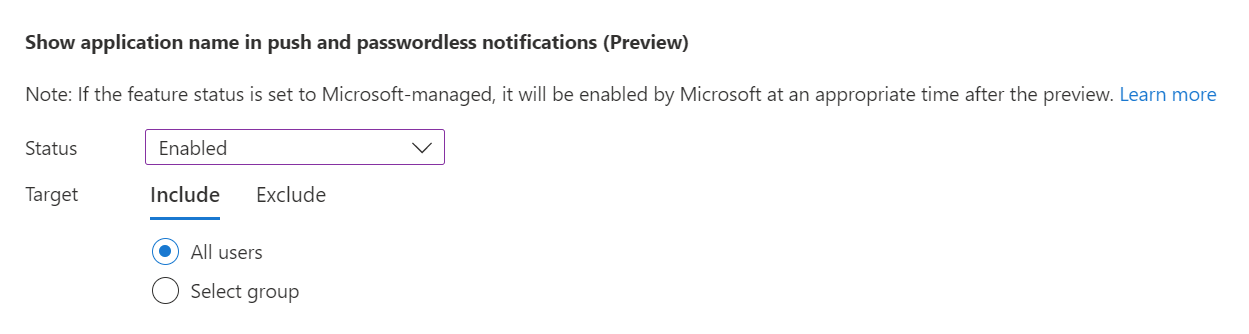 Show application name in push and passwordless notifications (Preview)
Note: If the feature status is set to Microsoft-managed, it will be enabled by Microsoft at an appropriate time after the preview. Learn more
Status Enabled
Target Include Exclude
All users
Select group